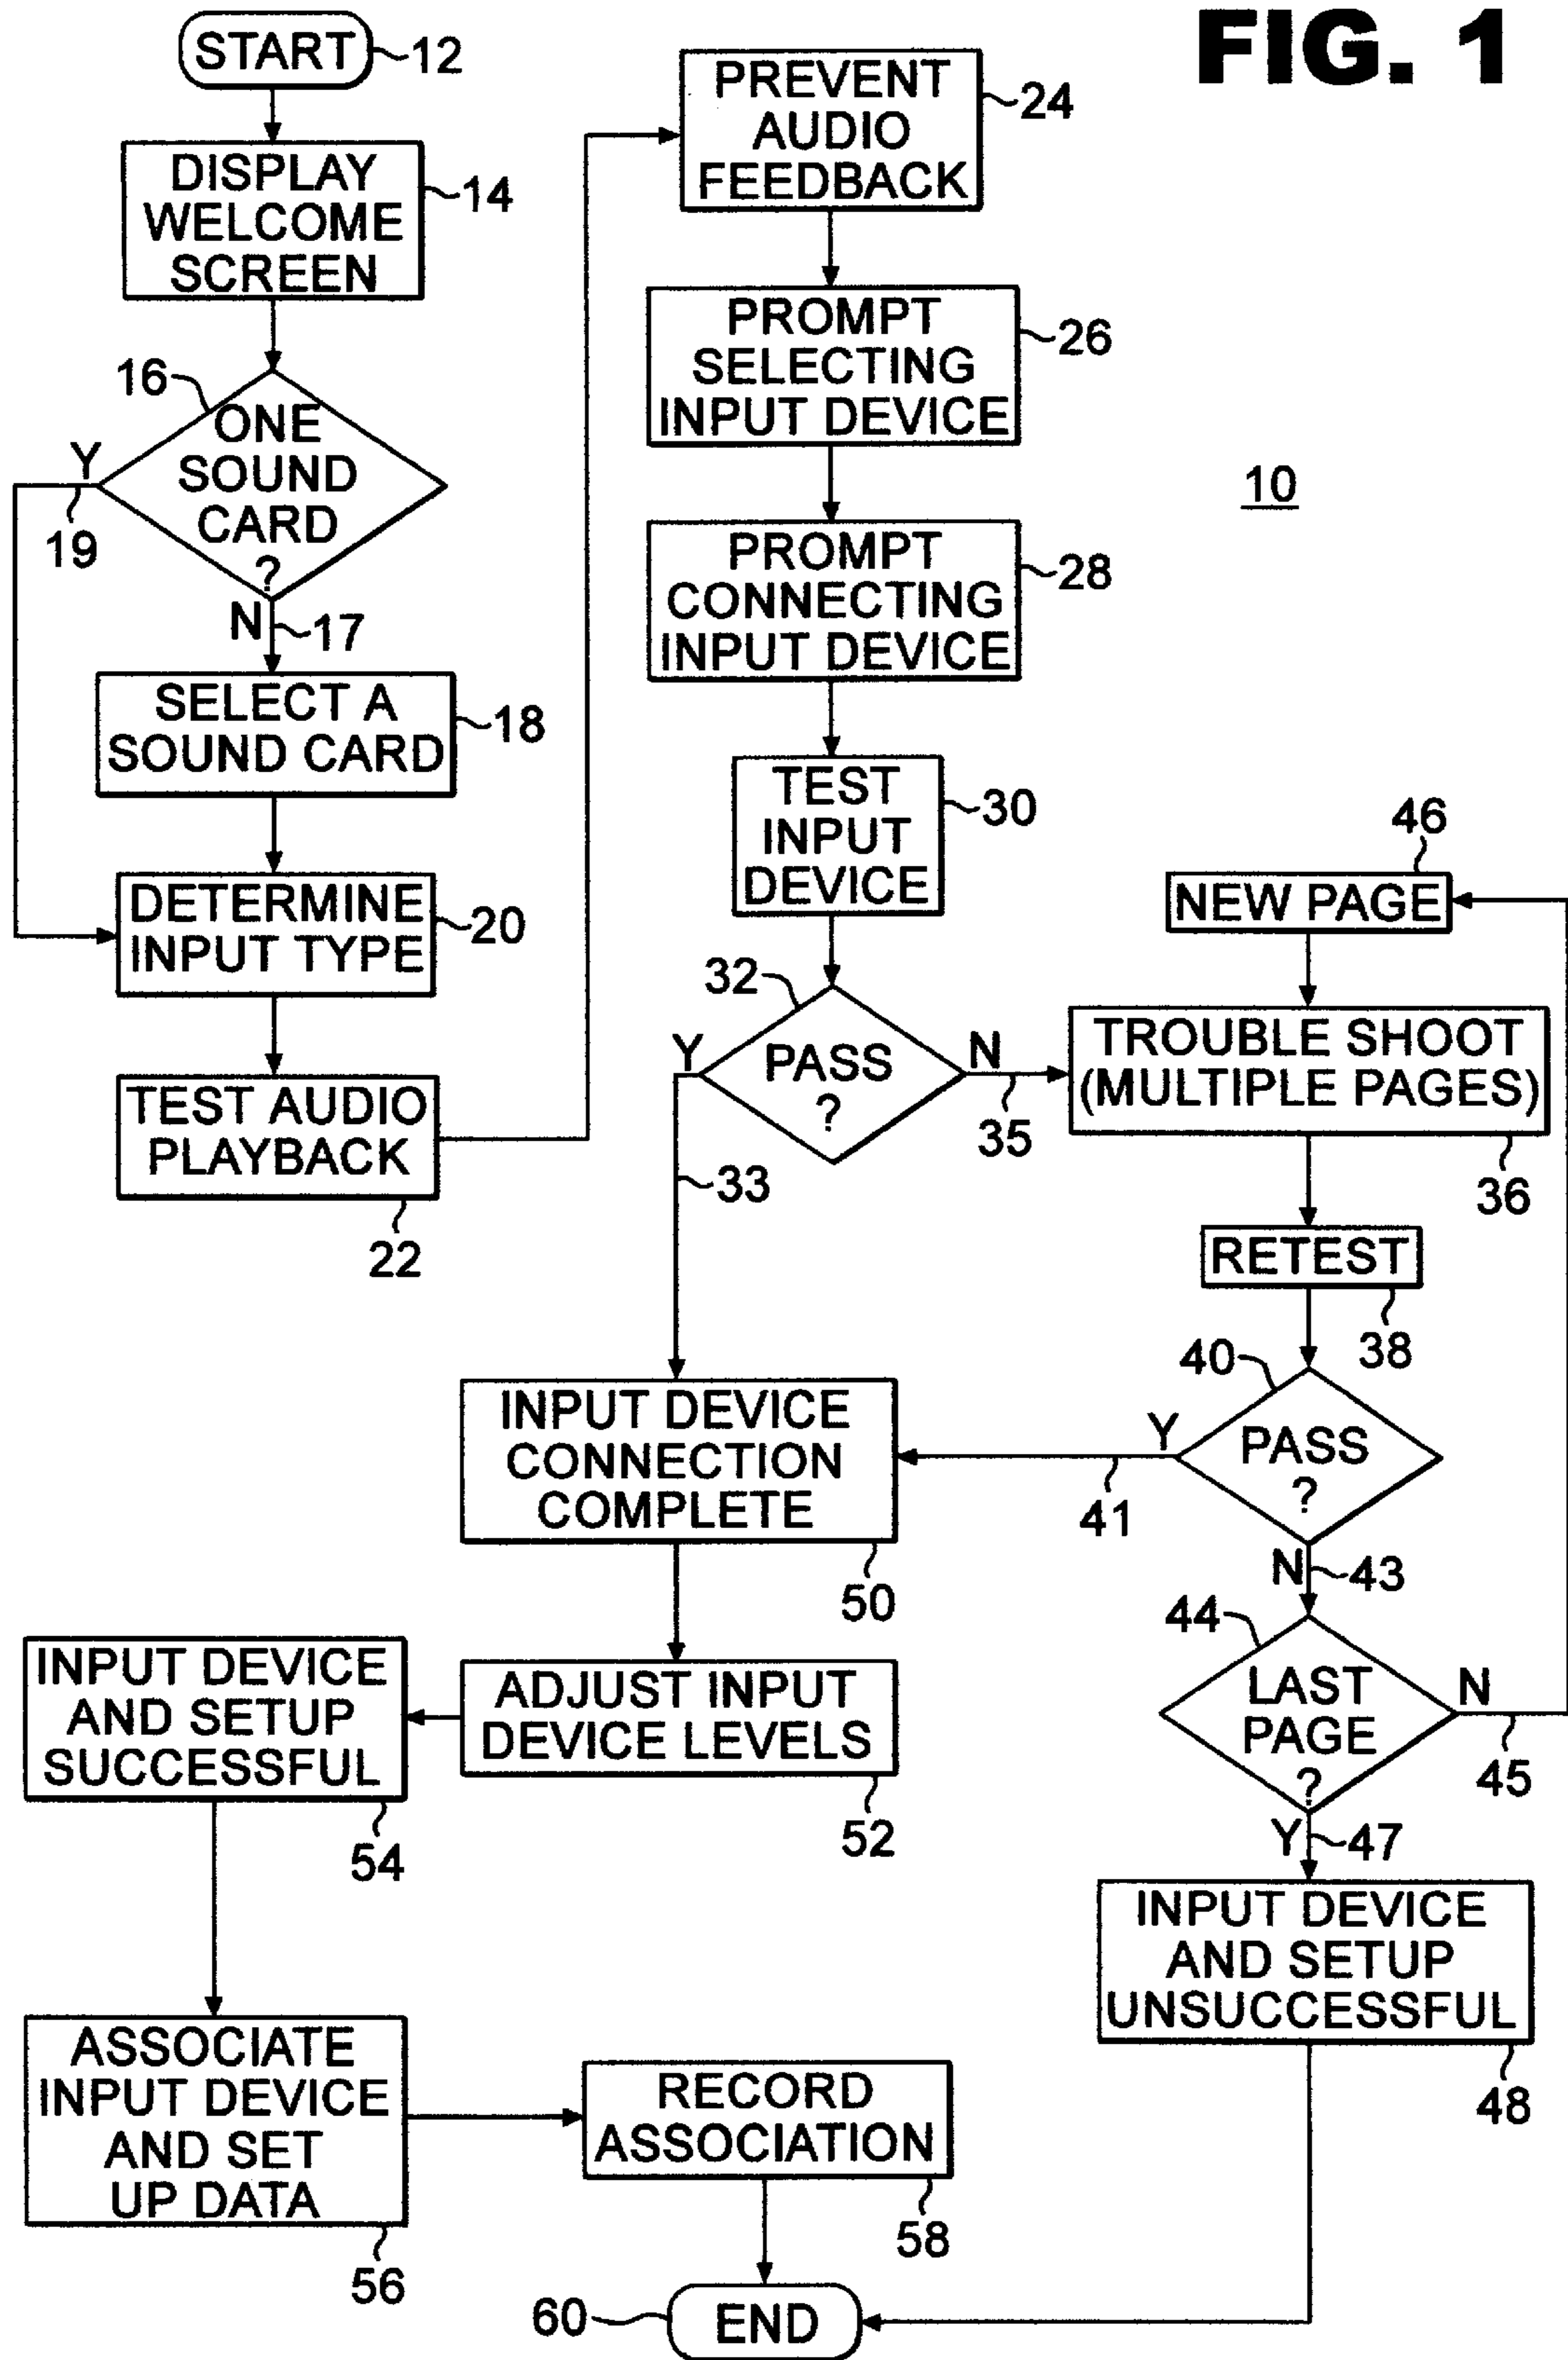 FIG. 1
10
START
12
DISPLAY
WELCOME
SCREEN
14
16
ONE
SOUND
CARD
?
Y
19
N
17
SELECT A
SOUND CARD
18
DETERMINE
INPUT TYPE
20
TEST AUDIO
PLAYBACK
22
PREVENT
AUDIO
FEEDBACK
24
PROMPT
SELECTING
INPUT DEVICE
26
PROMPT
CONNECTING
INPUT DEVICE
28
TEST
INPUT
DEVICE
30
32
PASS
?
Y
33
N
35
46
NEW PAGE
TROUBLE SHOOT
(MULTIPLE PAGES)
36
RETEST
38
40
PASS
?
Y
41
N
43
44
LAST
PAGE
?
N
45
Y
47
INPUT DEVICE
AND SETUP
UNSUCCESSFUL
48
INPUT DEVICE
CONNECTION
COMPLETE
50
ADJUST INPUT
DEVICE LEVELS
52
INPUT DEVICE
AND SETUP
SUCCESSFUL
54
ASSOCIATE
INPUT DEVICE
AND SET
UP DATA
56
RECORD
ASSOCIATION
58
60
END